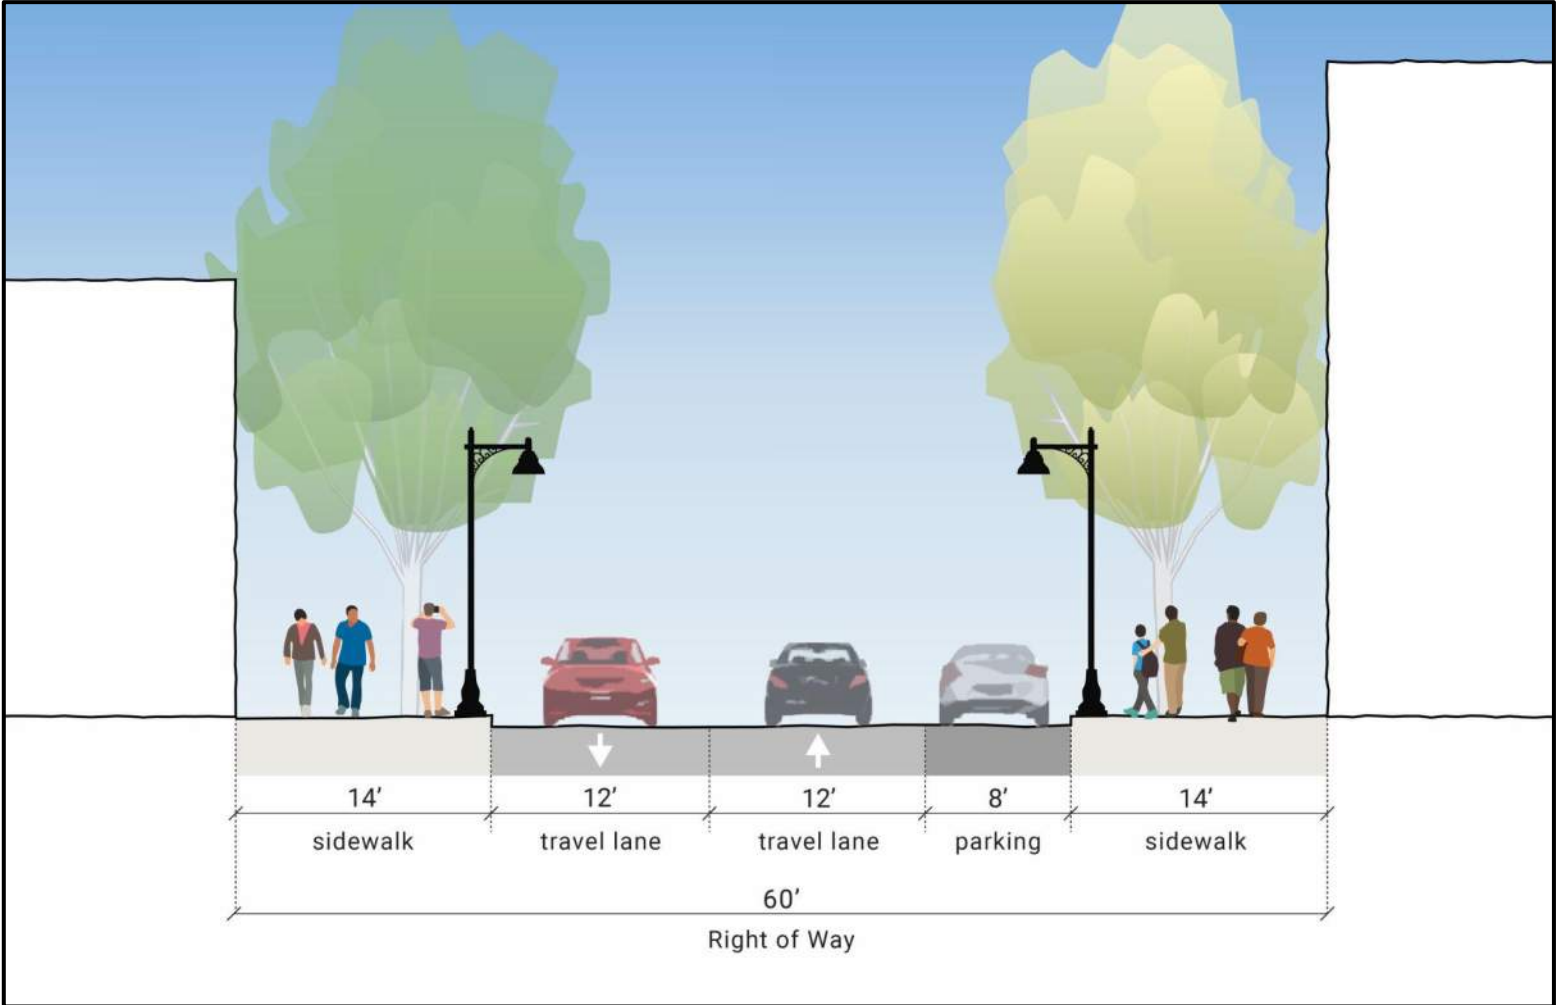 14’ 12’ 12’ 8’ 14’
sidewalk travel lane travel lane parking sidewalk
60’
Right of Way